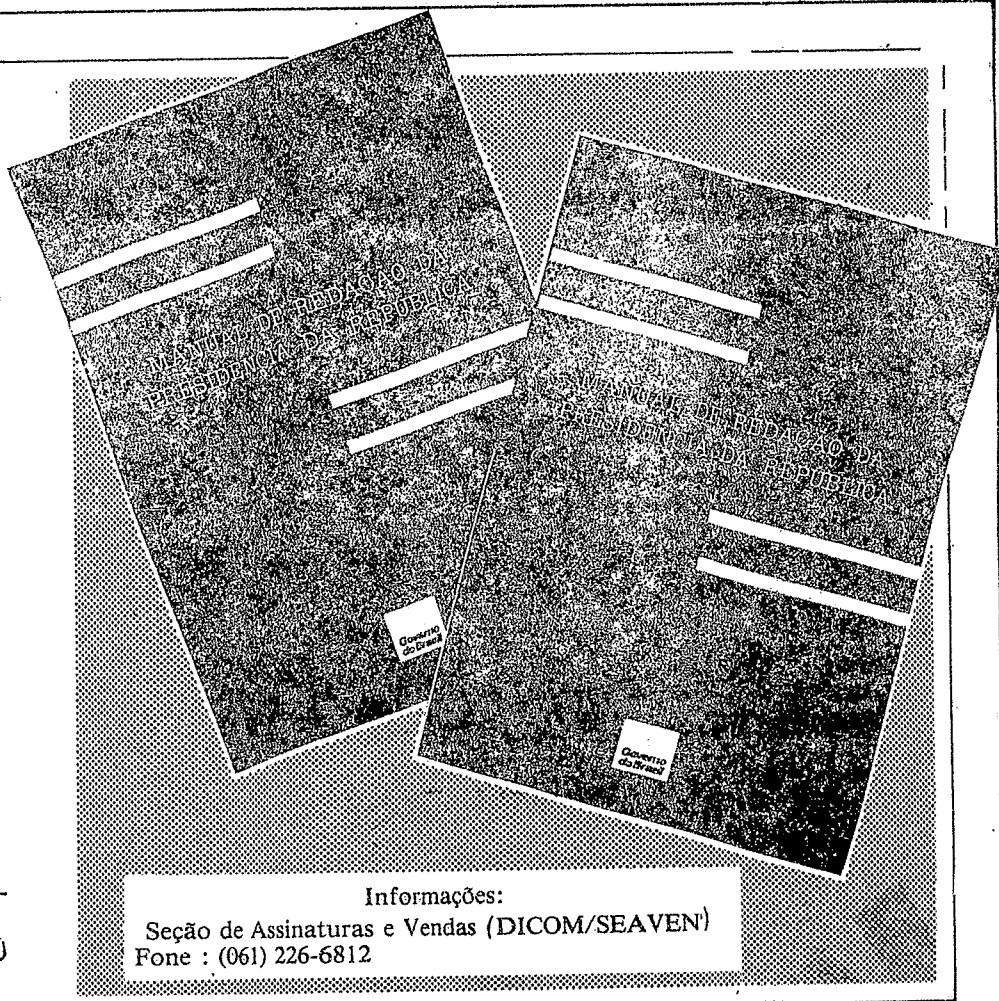 MANUAL DE REDAÇÃO DA
PRESIDÊNCIA DA REPÚBLICA
Governo
do Brasil
MANUAL DE REDAÇÃO DA
PRESIDÊNCIA DA REPÚBLICA
Governo
do Brasil
Informações:
Seção de Assinaturas e Vendas (DICOM/SEAVEN)
Fone : (061) 226-6812